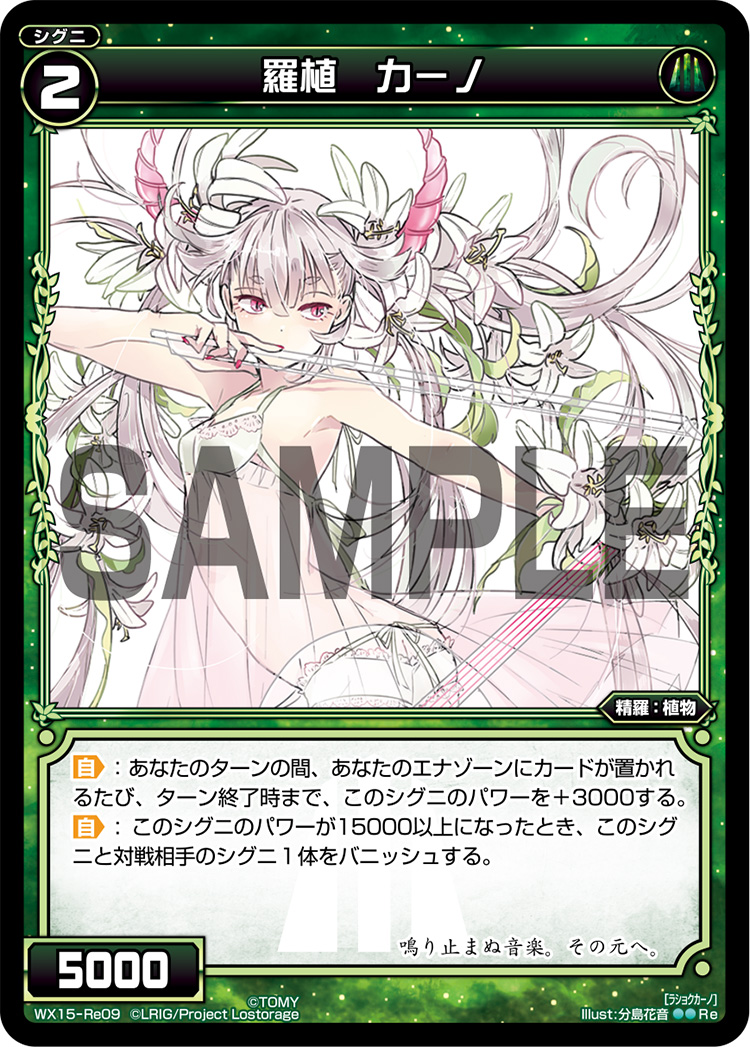 シグニ
2
羅植　カーノ
SAMPLE
精羅：植物
自：あなたのターンの間、あなたのエナゾーンにカードが置かれ
るたび、ターン終了時まで、このシグニのパワーを＋3000する。
自：このシグニのパワーが15000以上になったとき、このシグ
ニと対戦相手のシグニ１体をバニッシュする。
鳴り止まぬ音楽。その元へ。
5000
[ラショクカーノ]
WX15-Re09 ©LRIG/Project Lostorage ©TOMY
Illust:分島花音 Re